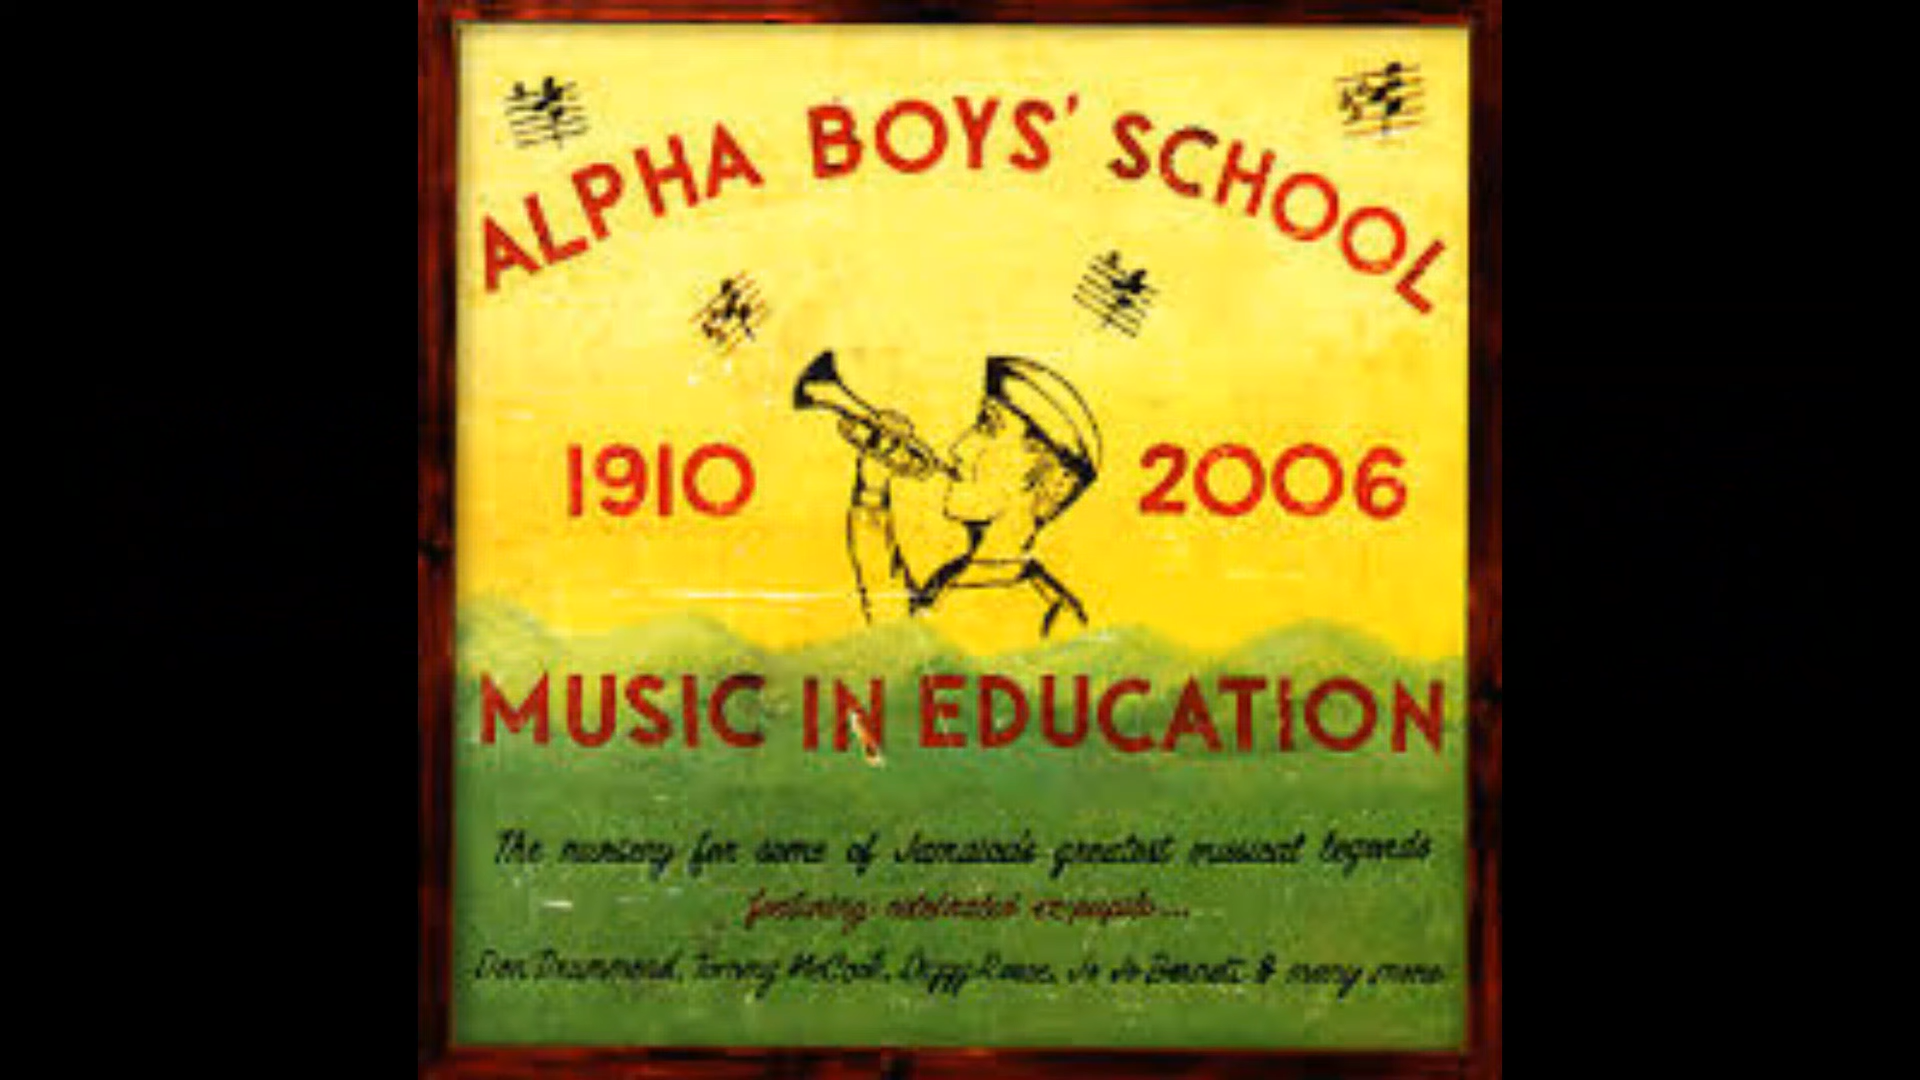 ALPHA BOYS' SCHOOL
1910 2006
MUSIC IN EDUCATION
The nursery for some of Jamaica's greatest musical legends
featuring celebrated ex-pupils...
Don Drummond, Tommy McCook, Dizzy Reece, Jo Jo Bennett & many more